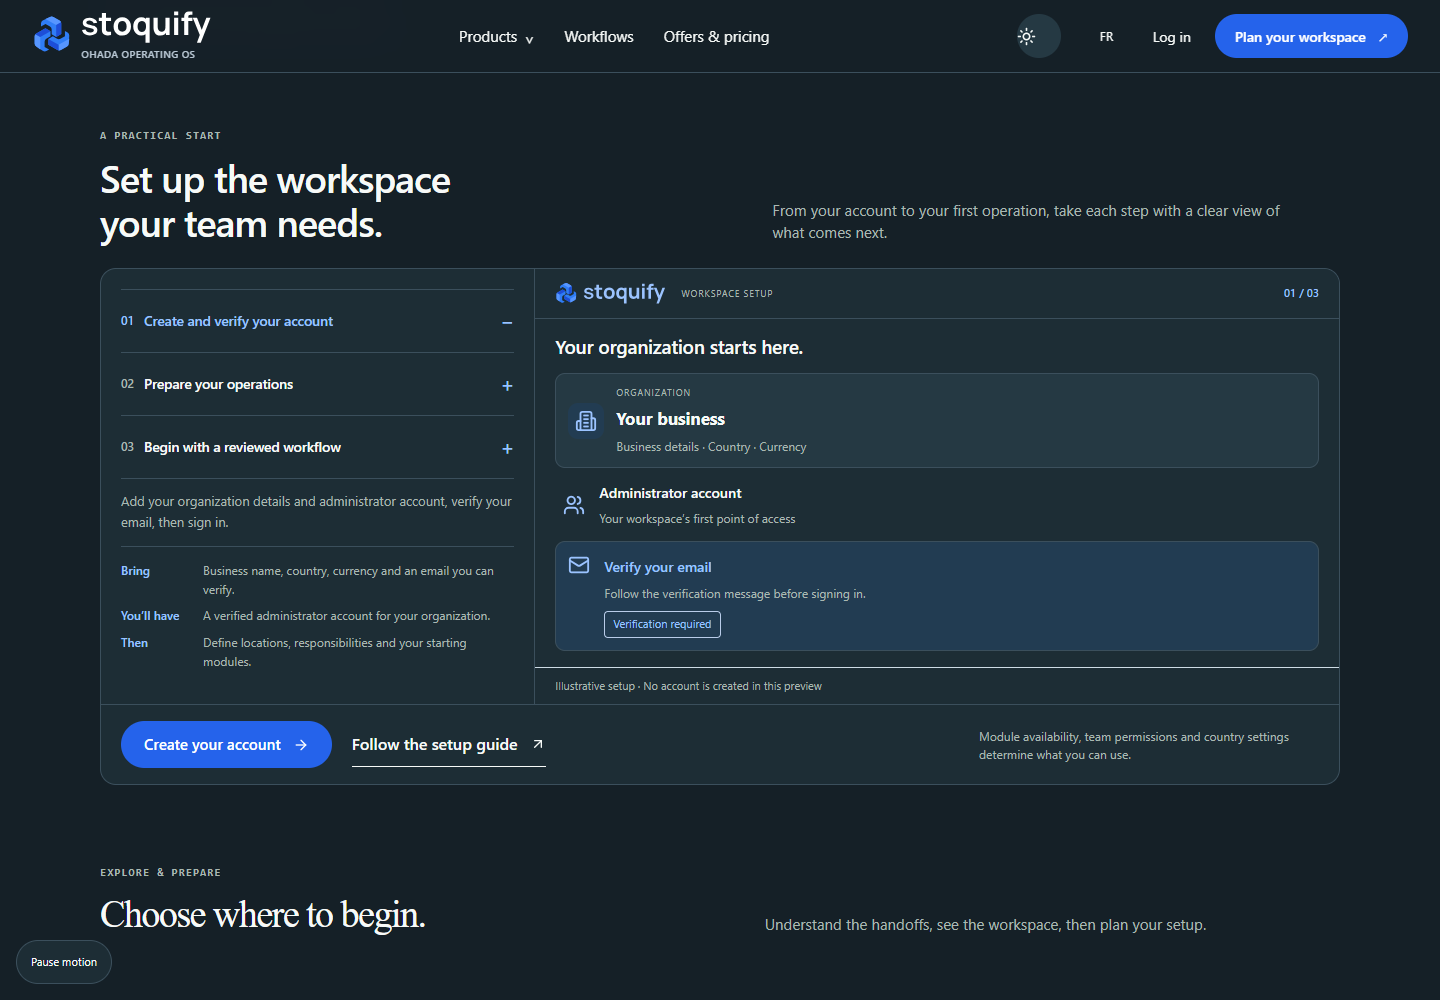 stoquify
OHADA OPERATING OS
Products
Workflows
Offers & pricing
FR
Log in
Plan your workspace
A PRACTICAL START
Set up the workspace
your team needs.
From your account to your first operation, take each step with a clear view of
what comes next.
01 Create and verify your account
02 Prepare your operations
03 Begin with a reviewed workflow
Add your organization details and administrator account, verify your
email, then sign in.
Bring Business name, country, currency and an email you can
verify.
You'll have A verified administrator account for your organization.
Then Define locations, responsibilities and your starting
modules.
stoquify WORKSPACE SETUP 01 / 03
Your organization starts here.
ORGANIZATION
Your business
Business details · Country · Currency
Administrator account
Your workspace's first point of access
Verify your email
Follow the verification message before signing in.
Verification required
Illustrative setup · No account is created in this preview
Create your account
Follow the setup guide
Module availability, team permissions and country settings
determine what you can use.
EXPLORE & PREPARE
Choose where to begin.
Understand the handoffs, see the workspace, then plan your setup.
Pause motion